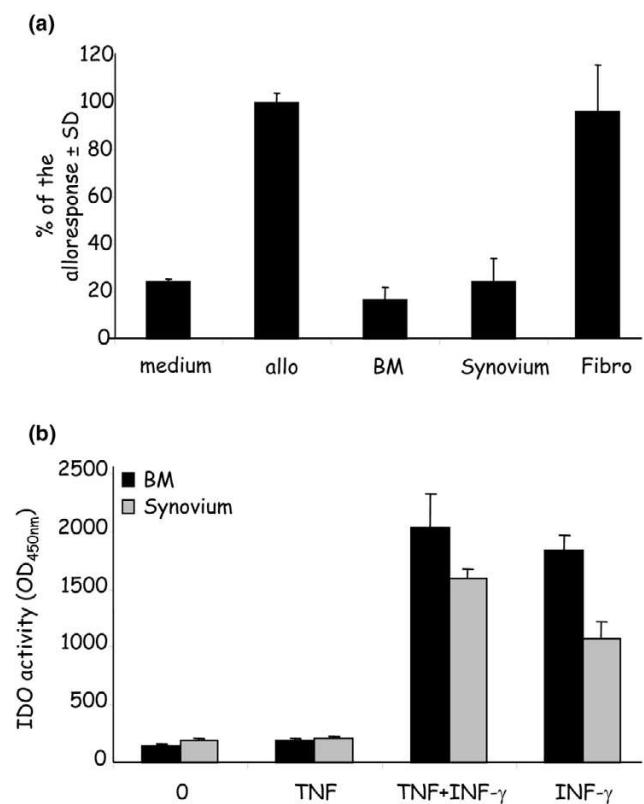 (a)
% of the
alloresponse ± SD
120
100
80
60
40
20
0
medium allo BM Synovium Fibro
(b)
IDO activity (OD450nm)
BM
Synovium
2500
2000
1500
1000
500
0
0 TNF TNF+INF-γ INF-γ